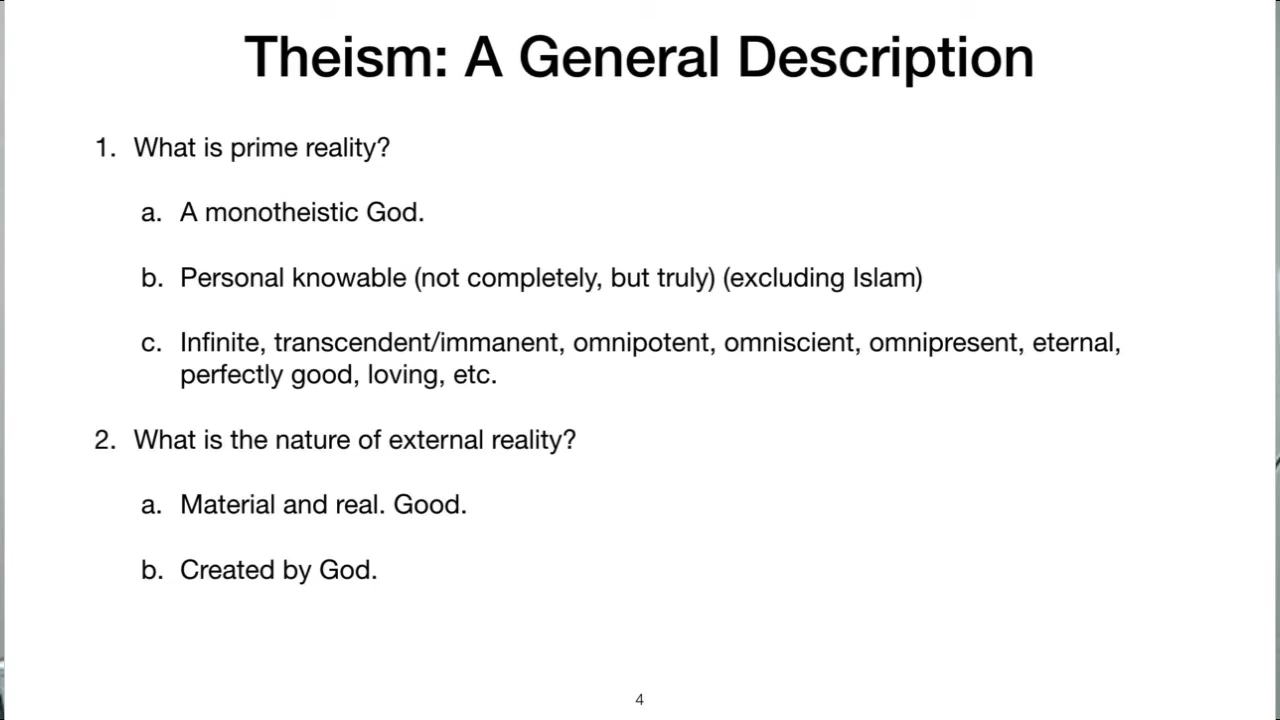 Theism: A General Description
1. What is prime reality?
a. A monotheistic God.
b. Personal knowable (not completely, but truly) (excluding Islam)
c. Infinite, transcendent/immanent, omnipotent, omniscient, omnipresent, eternal,
perfectly good, loving, etc.
2. What is the nature of external reality?
a. Material and real. Good.
b. Created by God.
4